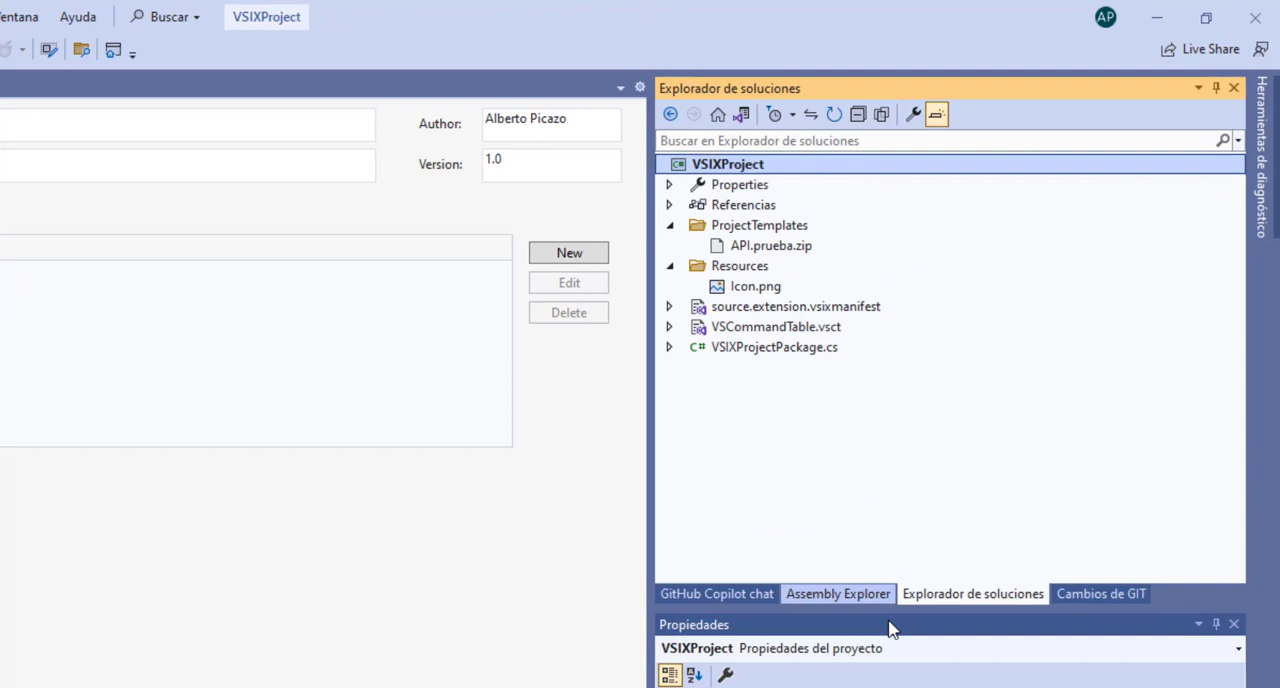 entana Ayuda Buscar VSIXProject AP
Live Share
Explorador de soluciones
Buscar en Explorador de soluciones
Author: Alberto Picazo
Version: 1.0
New
Edit
Delete
VSIXProject
Properties
Referencias
ProjectTemplates
API.prueba.zip
Resources
Icon.png
source.extension.vsixmanifest
VSCommandTable.vsct
C# VSIXProjectPackage.cs
GitHub Copilot chat Assembly Explorer Explorador de soluciones Cambios de GIT
Propiedades
VSIXProject Propiedades del proyecto
Herramientas de diagnóstico